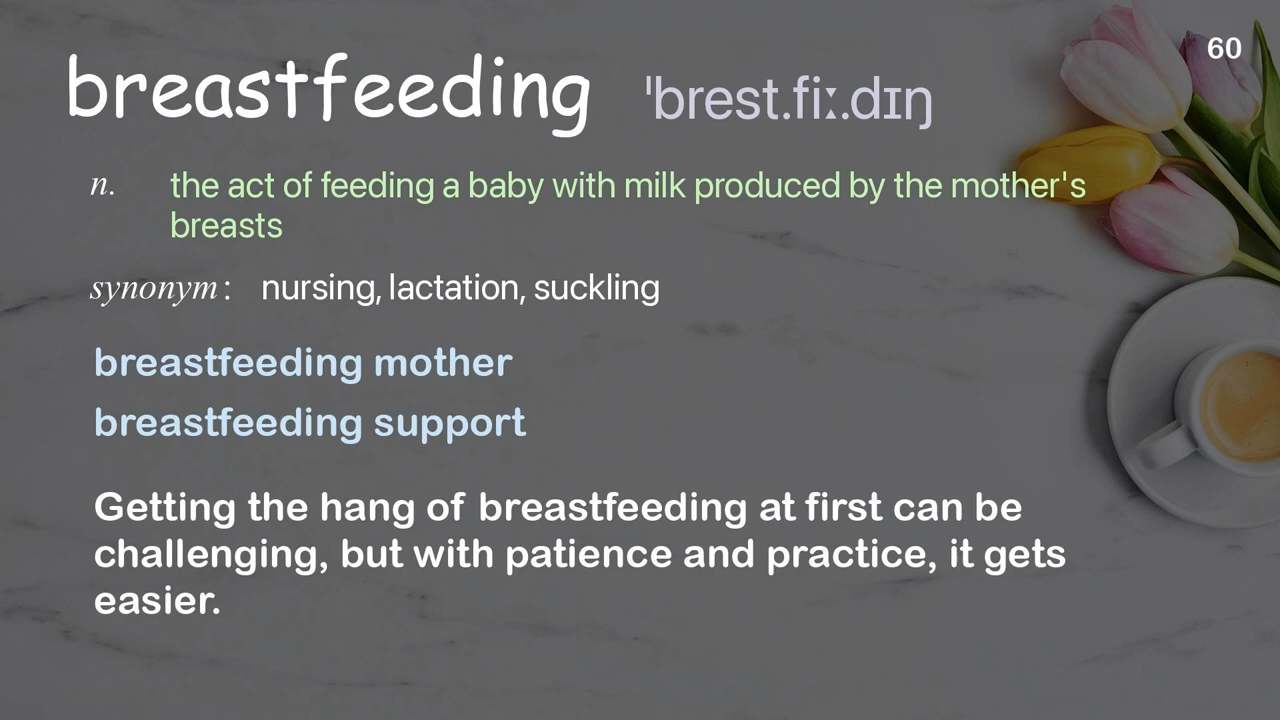 60
breastfeeding ˈbrest.fiː.dɪŋ
n. the act of feeding a baby with milk produced by the mother's
breasts
synonym: nursing, lactation, suckling
breastfeeding mother
breastfeeding support
Getting the hang of breastfeeding at first can be
challenging, but with patience and practice, it gets
easier.